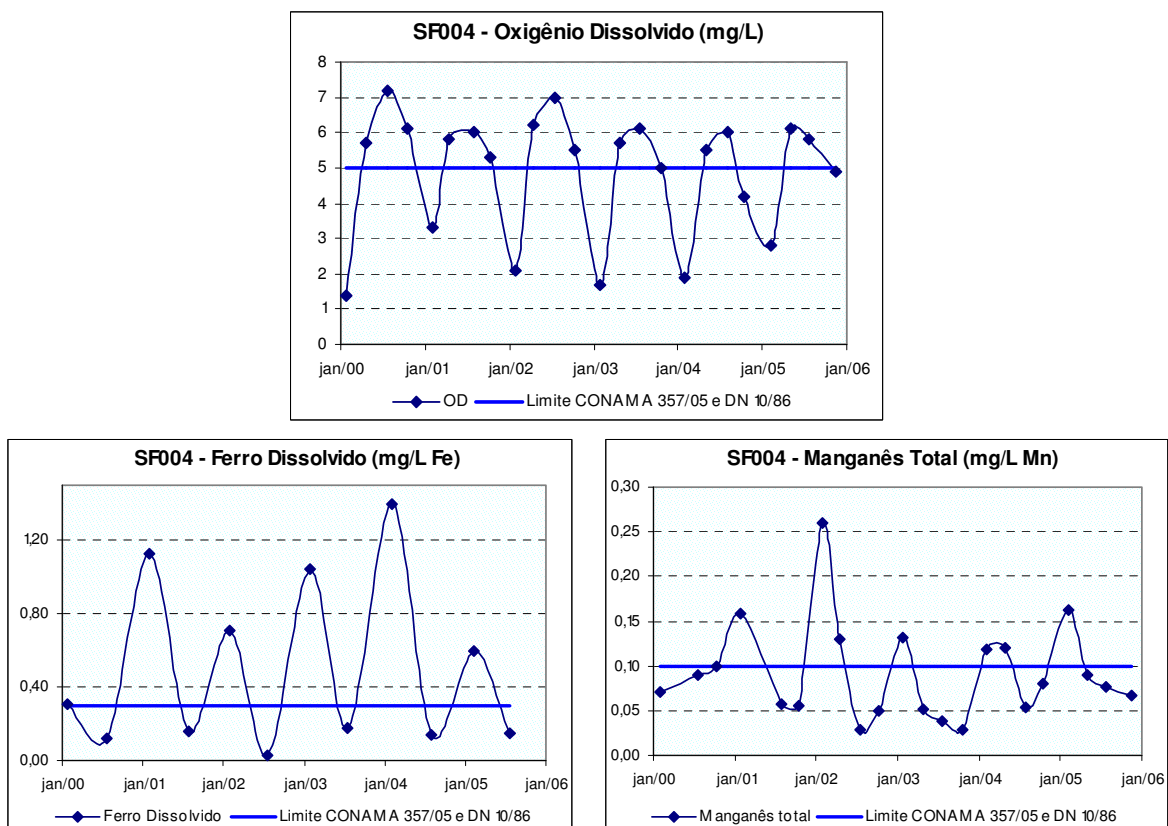 SF004 - Oxigênio Dissolvido (mg/L)
8
7
6
5
4
3
2
1
0
jan/00 jan/01 jan/02 jan/03 jan/04 jan/05 jan/06
OD Limite CONAMA 357/05 e DN 10/86
SF004 - Ferro Dissolvido (mg/L Fe)
1,20
0,80
0,40
0,00
jan/00 jan/01 jan/02 jan/03 jan/04 jan/05 jan/06
Ferro Dissolvido Limite CONAMA 357/05 e DN 10/86
SF004 - Manganês Total (mg/L Mn)
0,30
0,25
0,20
0,15
0,10
0,05
0,00
jan/00 jan/01 jan/02 jan/03 jan/04 jan/05 jan/06
Manganês total Limite CONAMA 357/05 e DN 10/86